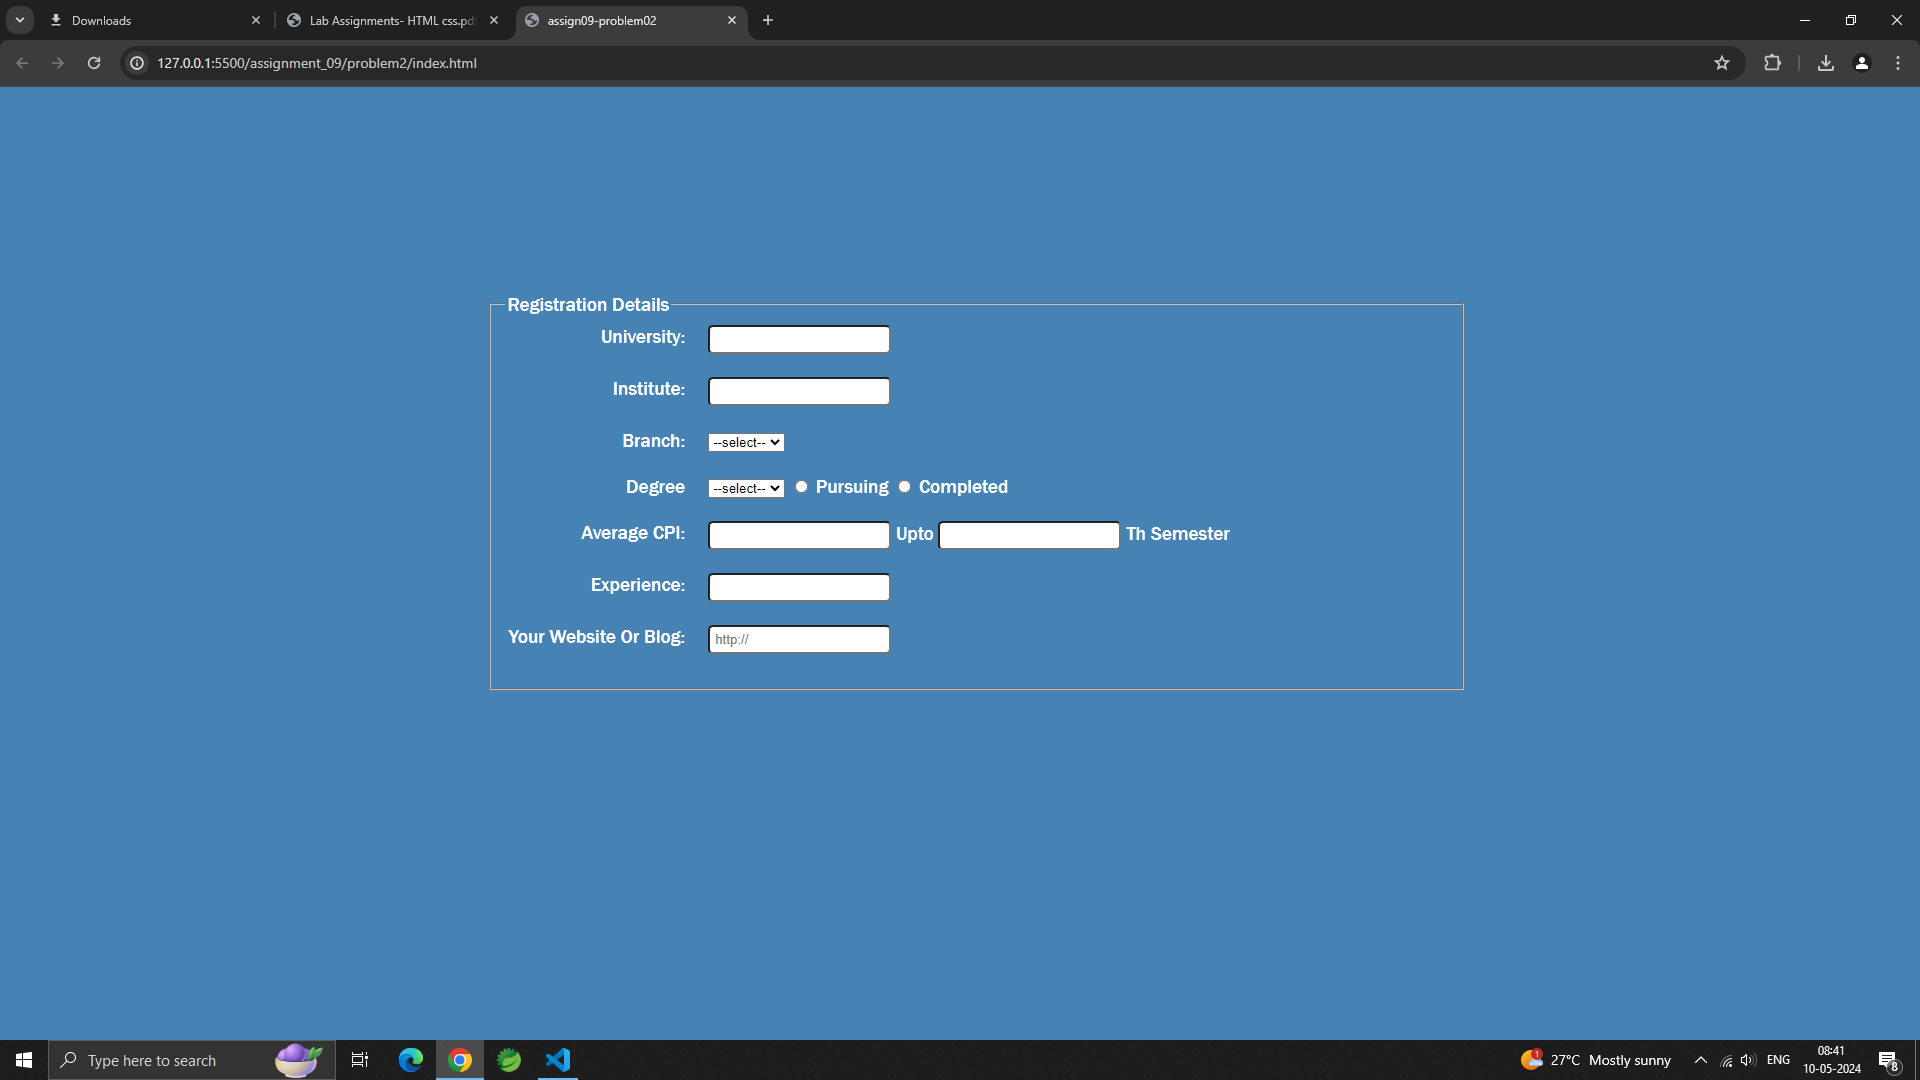 Downloads
Lab Assignments- HTML css.pdf
assign09-problem02
127.0.0.1:5500/assignment_09/problem2/index.html
Registration Details
University:
Institute:
Branch: --select--
Degree --select-- Pursuing Completed
Average CPI: Upto Th Semester
Experience:
Your Website Or Blog: http://
Type here to search
1
27°C Mostly sunny
ENG
08:41
10-05-2024
8